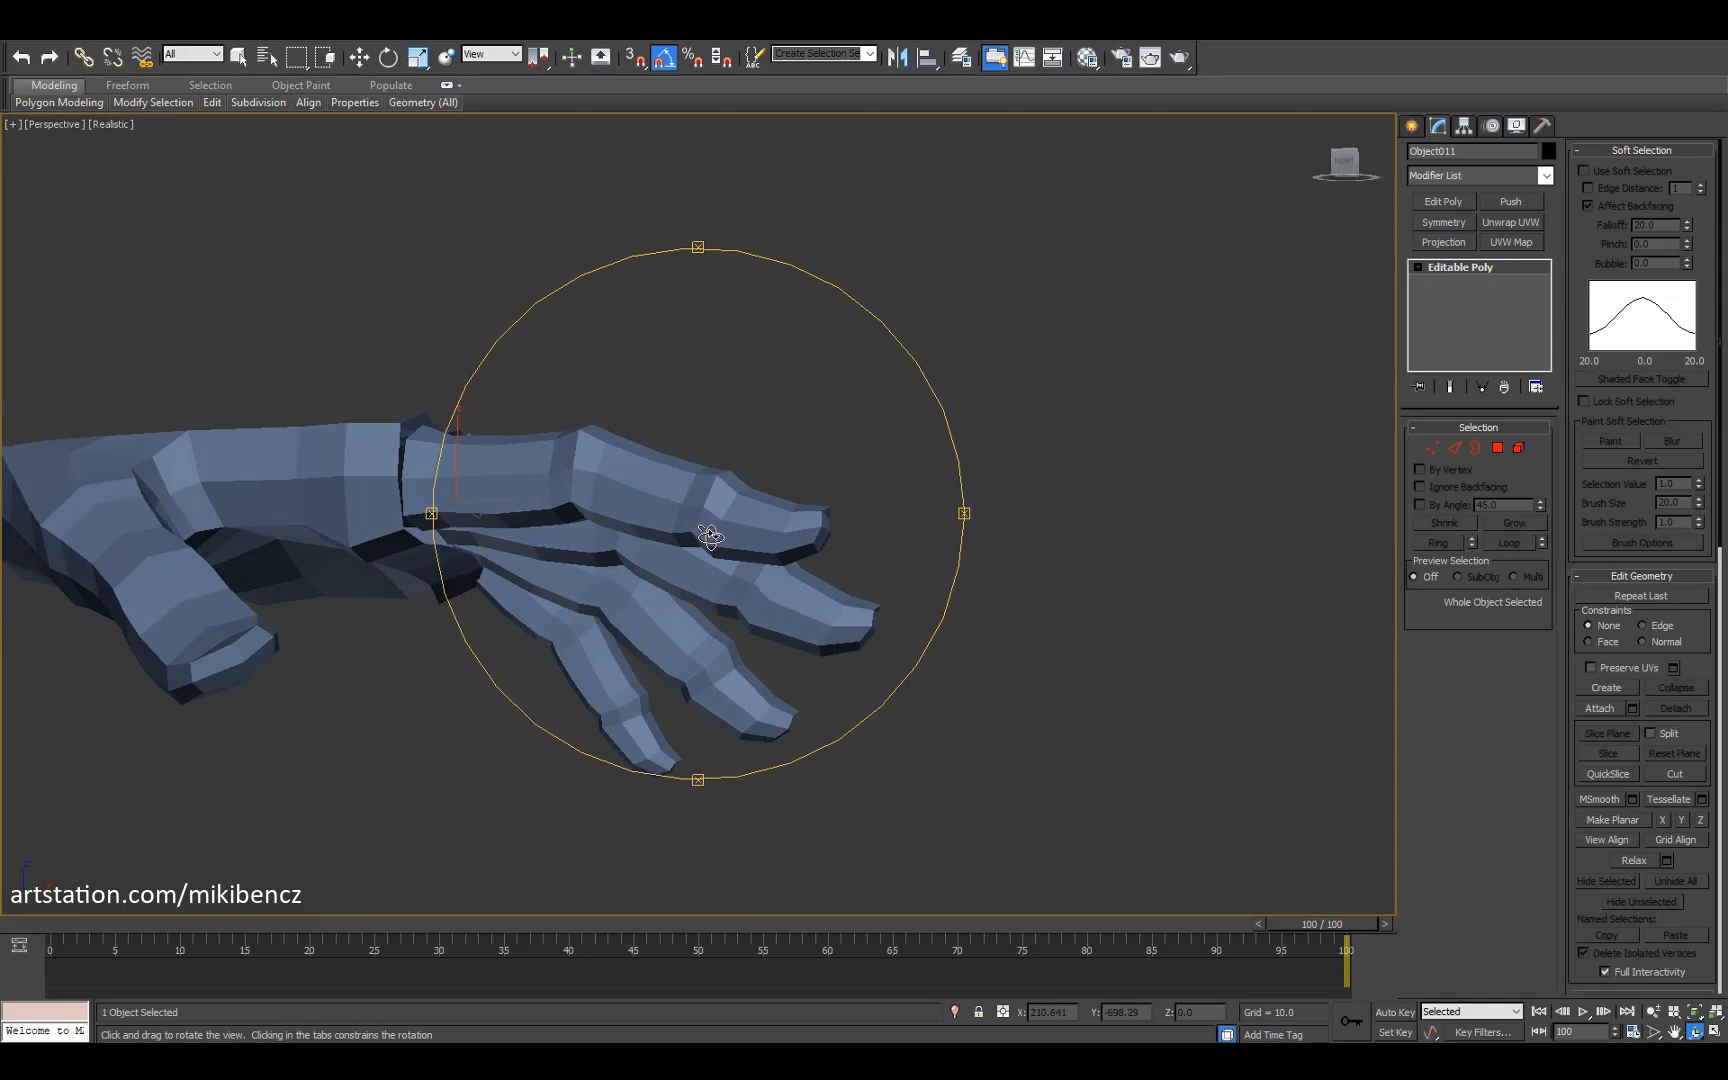 All
View
3
%
ABC
Create Selection Se
Modeling Freeform Selection Object Paint Populate
Polygon Modeling Modify Selection Edit Subdivision Align Properties Geometry (All)
[+] [Perspective] [Realistic]
FRONT
Object011
Modifier List
Edit Poly Push
Symmetry Unwrap UVW
Projection UVW Map
Editable Poly
Selection
By Vertex
Ignore Backfacing
By Angle: 45.0
Shrink Grow
Ring Loop
Preview Selection
Off SubObj Multi
Whole Object Selected
Soft Selection
Use Soft Selection
Edge Distance: 1
Affect Backfacing
Falloff: 20.0
Pinch: 0.0
Bubble: 0.0
20.0 0.0 20.0
Shaded Face Toggle
Lock Soft Selection
Paint Soft Selection
Paint Blur
Revert
Selection Value 1.0
Brush Size 20.0
Brush Strength 1.0
Brush Options
Edit Geometry
Repeat Last
Constraints
None Edge
Face Normal
Preserve UVs
Create Collapse
Attach Detach
Slice Plane Split
Slice Reset Plane
QuickSlice Cut
MSmooth Tessellate
Make Planar X Y Z
View Align Grid Align
Relax
Hide Selected Unhide All
Hide Unselected
Named Selections:
Copy Paste
Delete Isolated Vertices
Full Interactivity
z
artstation.com/mikibencz
< 100 / 100 >
0 5 10 15 20 25 30 35 40 45 50 55 60 65 70 75 80 85 90 95 100
1 Object Selected
X: 210.641 Y: -698.29 Z: 0.0 Grid = 10.0
Auto Key Selected
Welcome to M
Click and drag to rotate the view. Clicking in the tabs constrains the rotation
Add Time Tag
Set Key Key Filters... 100